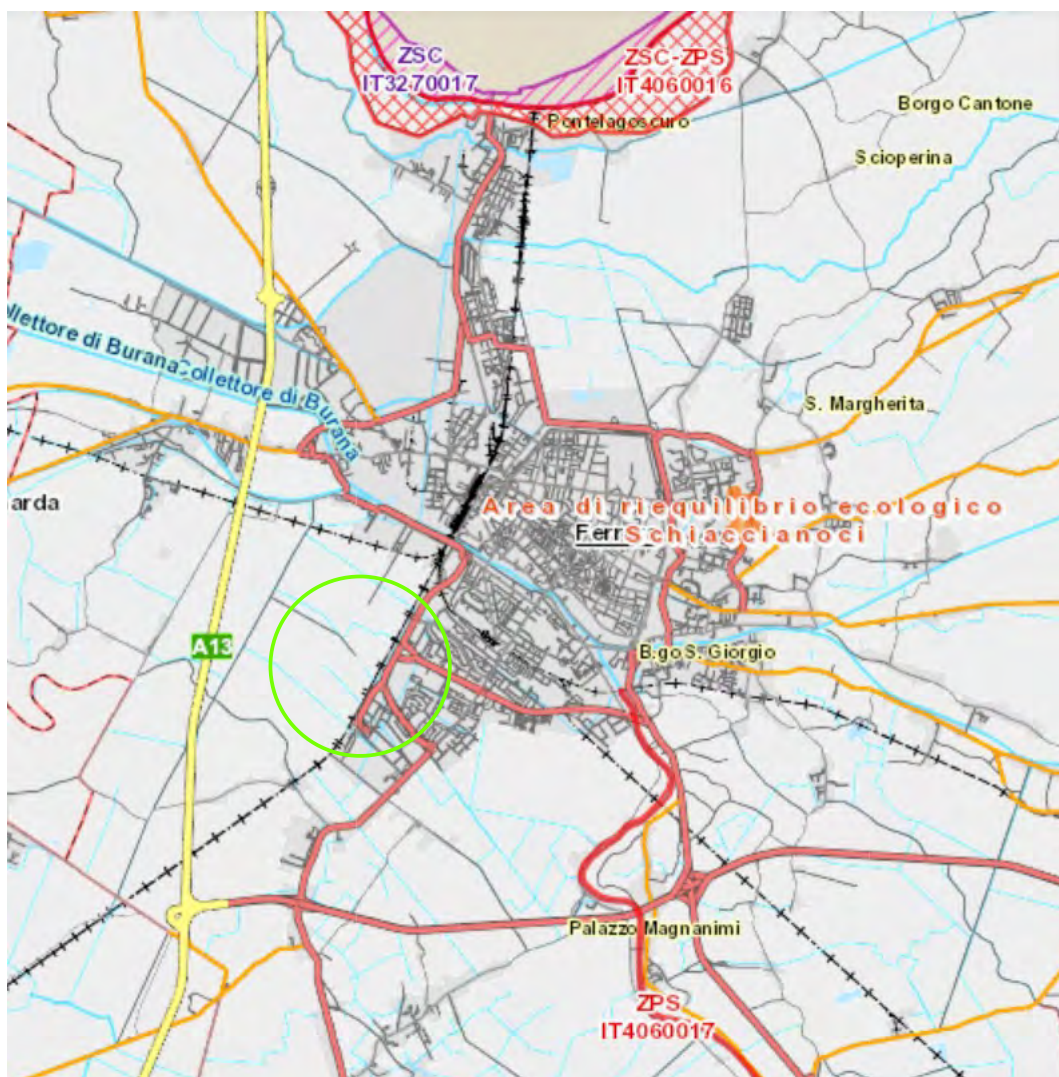 ZSC
IT3270017
ZSC-ZPS
IT4060016
Pontelagoscuro
Borgo Cantone
Scioperina
ollettore di Burana
Collettore di Burana
S. Margherita
arda
Area di riequilibrio ecologico
Schiaccianoci
Ferr
A13
B.go S. Giorgio
Palazzo Magnanimi
ZPS
IT4060017